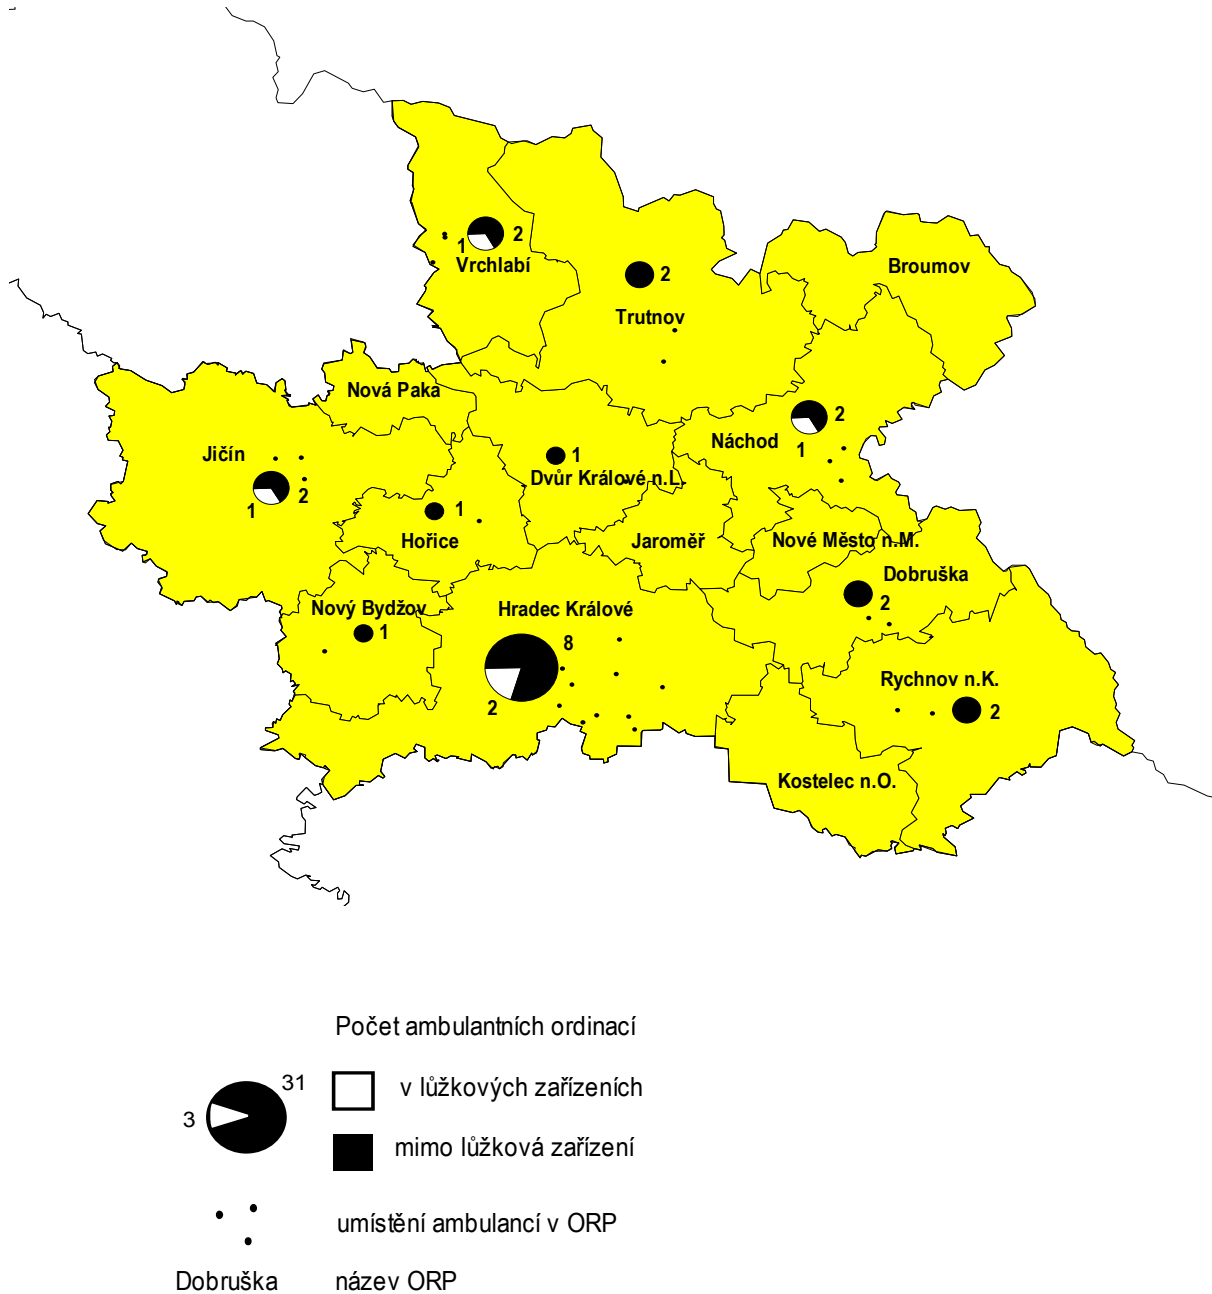 2
1
Vrchlabí
Broumov
2
Trutnov
Nová Paka
2
Náchod
1
Jičín
1
2
1
Dvůr Králové n.L.
1
Hořice
Jaroměř
Nové Město n.M.
Dobruška
2
Nový Bydžov
1
Hradec Králové
8
2
Rychnov n.K.
2
Kostelec n.O.
Počet ambulantních ordinací
31
3
v lůžkových zařízeních
mimo lůžková zařízení
umístění ambulancí v ORP
Dobruška název ORP